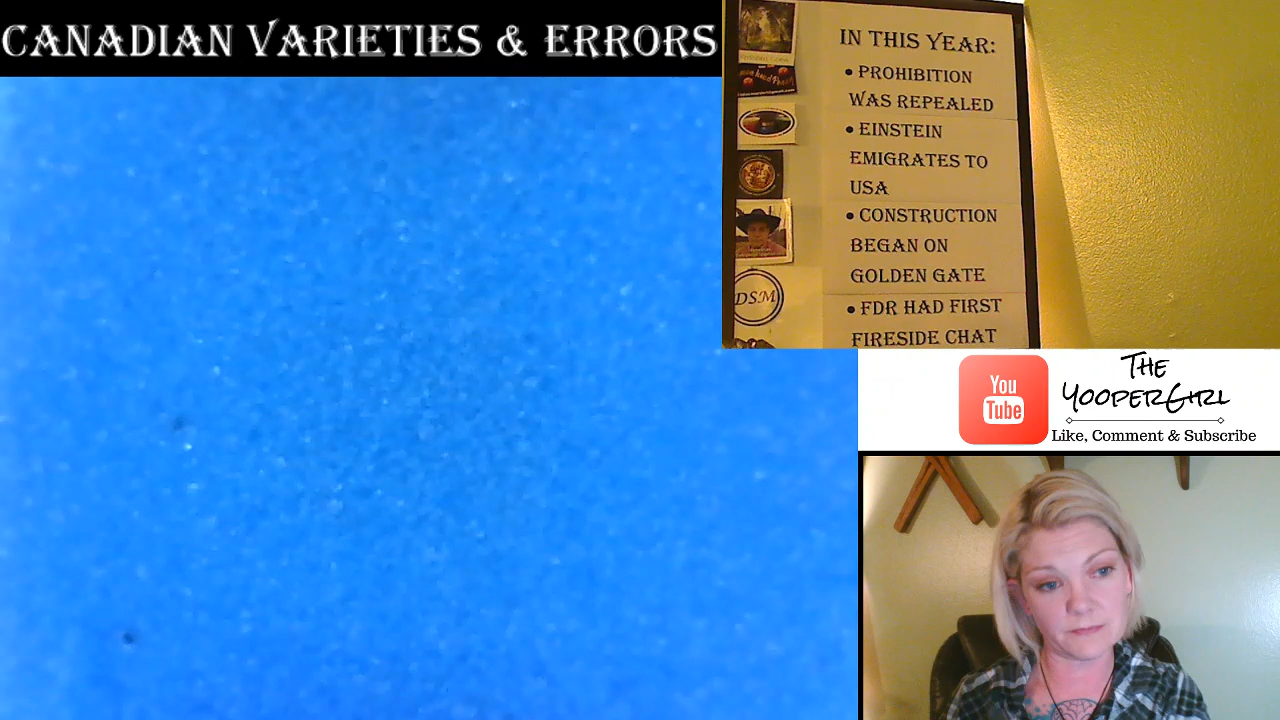 CANADIAN VARIETIES & ERRORS
IN THIS YEAR:
• PROHIBITION
WAS REPEALED
• EINSTEIN
EMIGRATES TO
USA
• CONSTRUCTION
BEGAN ON
GOLDEN GATE
• FDR HAD FIRST
FIRESIDE CHAT
DSM
You
Tube
THE
YOOPERGIRL
Like, Comment & Subscribe